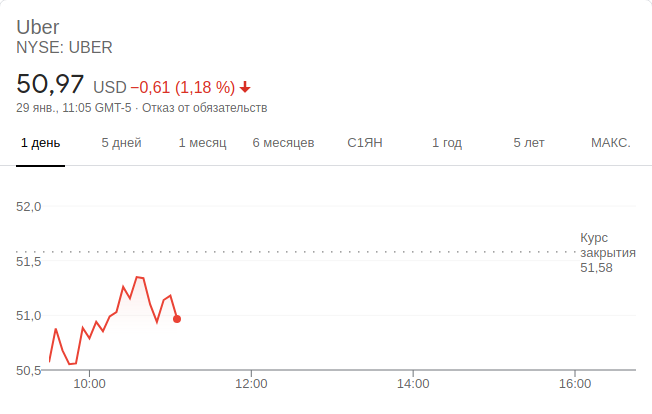 Uber
NYSE: UBER
50,97 USD −0,61 (1,18 %)
29 янв., 11:05 GMT-5 · Отказ от обязательств
1 день 5 дней 1 месяц 6 месяцев С1ЯН 1 год 5 лет МАКС.
52,0
Курс
закрытия
51,58
51,5
51,0
50,5
10:00 12:00 14:00 16:00